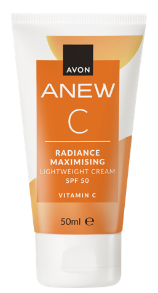 AVON
ANEW
C
RADIANCE
MAXIMISING
LIGHTWEIGHT CREAM
SPF 50
VITAMIN C
50ml ℮